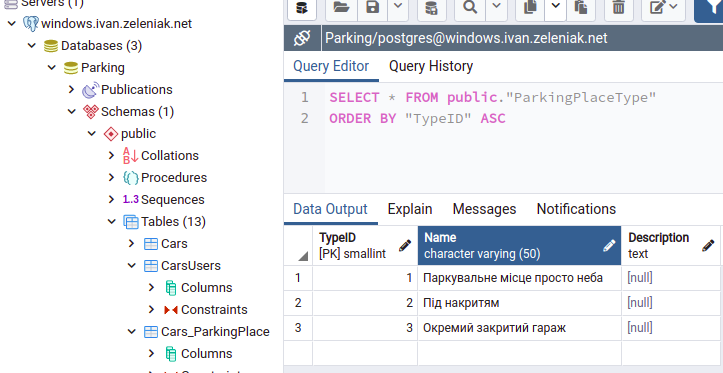 Servers (1)
windows.ivan.zeleniak.net
Databases (3)
Parking
Publications
Schemas (1)
public
Collations
Procedures
1..3 Sequences
Tables (13)
Cars
CarsUsers
Columns
Constraints
Cars_ParkingPlace
Columns
Parking/postgres@windows.ivan.zeleniak.net
Query Editor Query History
1 SELECT * FROM public."ParkingPlaceType"
2 ORDER BY "TypeID" ASC
Data Output Explain Messages Notifications
TypeID Name Description
[PK] smallint character varying (50) text
1 1 Паркувальне місце просто неба [null]
2 2 Під накритям [null]
3 3 Окремий закритий гараж [null]